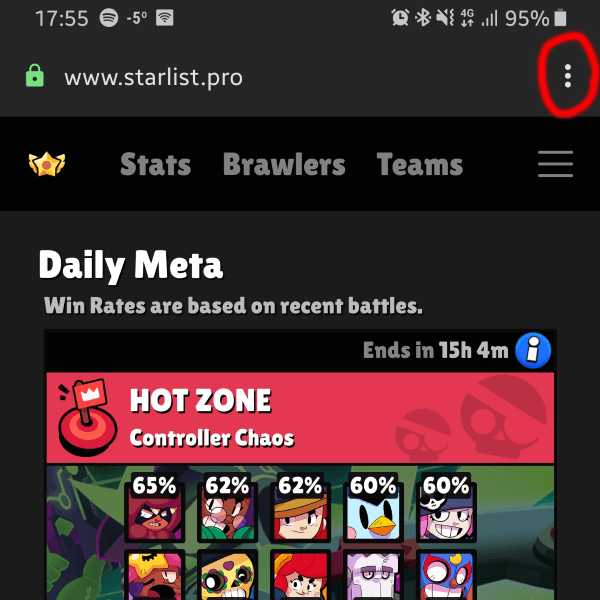 17:55 -5° 4G 95%
www.starlist.pro
Stats Brawlers Teams
Daily Meta
Win Rates are based on recent battles.
Ends in 15h 4m i
HOT ZONE
Controller Chaos
65% 62% 62% 60% 60%